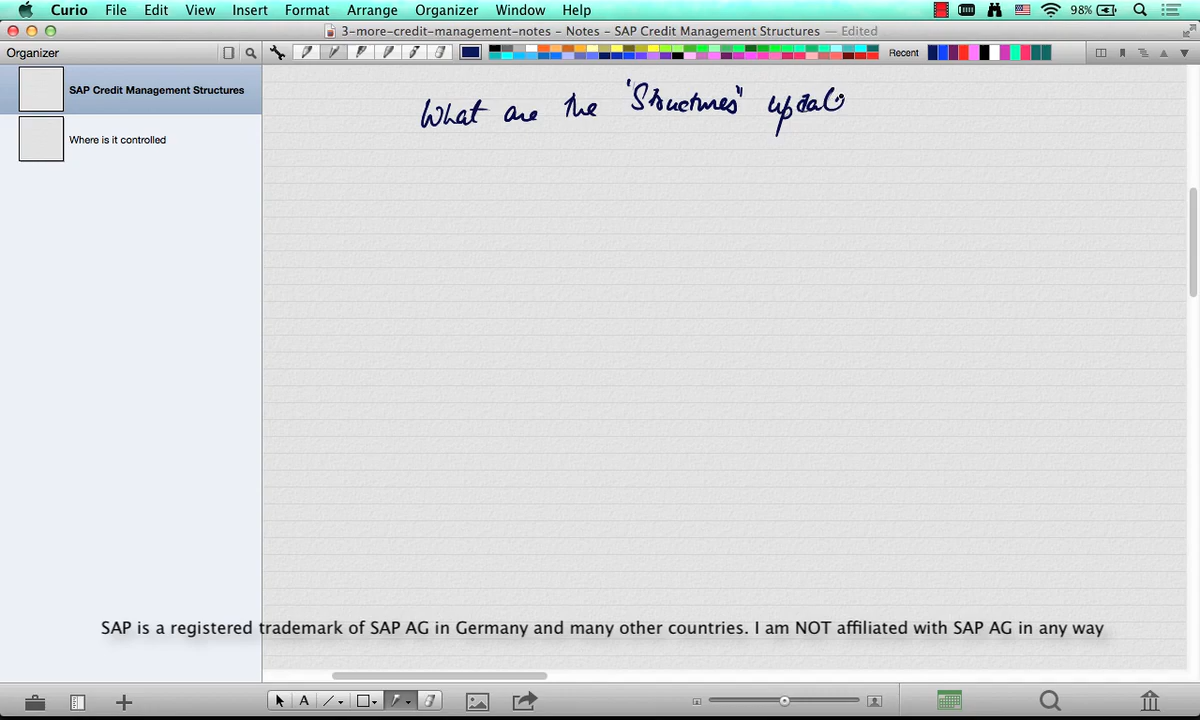 Curio File Edit View Insert Format Arrange Organizer Window Help 98%
3-more-credit-management-notes - Notes - SAP Credit Management Structures — Edited
Organizer Recent
SAP Credit Management Structures
Where is it controlled
What are the "Structures"
SAP is a registered trademark of SAP AG in Germany and many other countries. I am NOT affiliated with SAP AG in any way
A